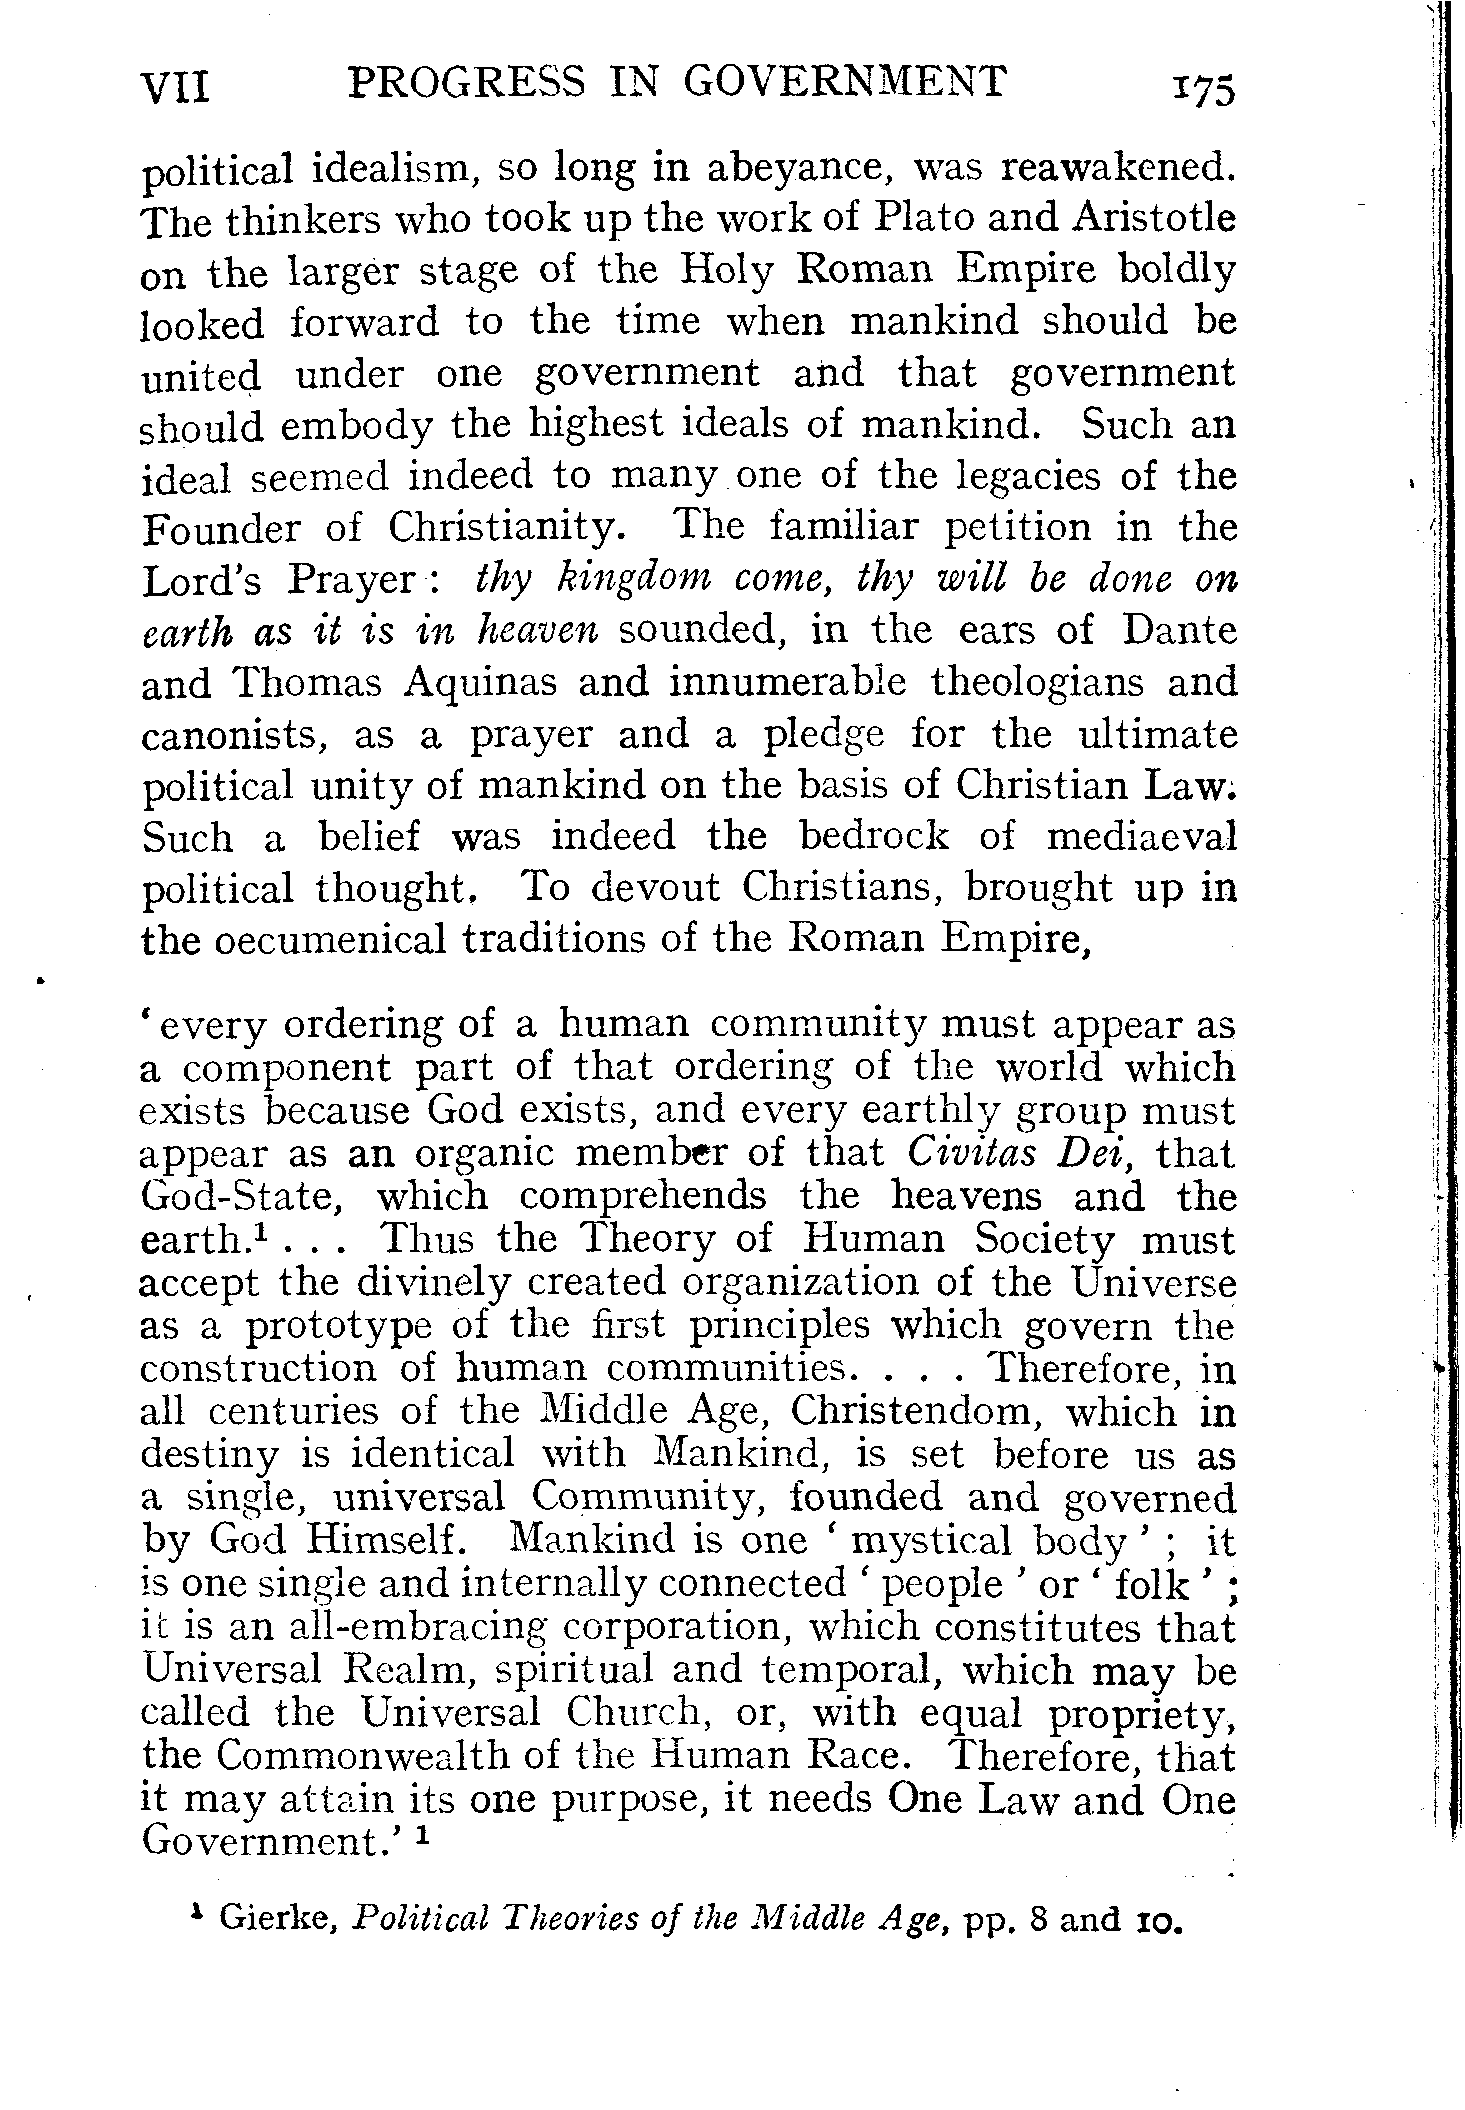 VII PROGRESS IN GOVERNMENT 175
political idealism, so long in abeyance, was reawakened.
The thinkers who took up the work of Plato and Aristotle
on the larger stage of the Holy Roman Empire boldly
looked forward to the time when mankind should be
united under one government and that government
should embody the highest ideals of mankind. Such an
ideal seemed indeed to many one of the legacies of the
Founder of Christianity. The familiar petition in the
Lord's Prayer : thy kingdom come, thy will be done on
earth as it is in heaven sounded, in the ears of Dante
and Thomas Aquinas and innumerable theologians and
canonists, as a prayer and a pledge for the ultimate
political unity of mankind on the basis of Christian Law.
Such a belief was indeed the bedrock of mediaeval
political thought. To devout Christians, brought up in
the oecumenical traditions of the Roman Empire,
‘ every ordering of a human community must appear as
a component part of that ordering of the world which
exists because God exists, and every earthly group must
appear as an organic member of that Civitas Dei, that
God-State, which comprehends the heavens and the
earth.¹ . . . Thus the Theory of Human Society must
accept the divinely created organization of the Universe
as a prototype of the first principles which govern the
construction of human communities. . . . Therefore, in
all centuries of the Middle Age, Christendom, which in
destiny is identical with Mankind, is set before us as
a single, universal Community, founded and governed
by God Himself. Mankind is one ‘ mystical body ’ ; it
is one single and internally connected ‘ people ’ or ‘ folk ’ ;
it is an all-embracing corporation, which constitutes that
Universal Realm, spiritual and temporal, which may be
called the Universal Church, or, with equal propriety,
the Commonwealth of the Human Race. Therefore, that
it may attain its one purpose, it needs One Law and One
Government.’ ¹
¹ Gierke, Political Theories of the Middle Age, pp. 8 and 10.